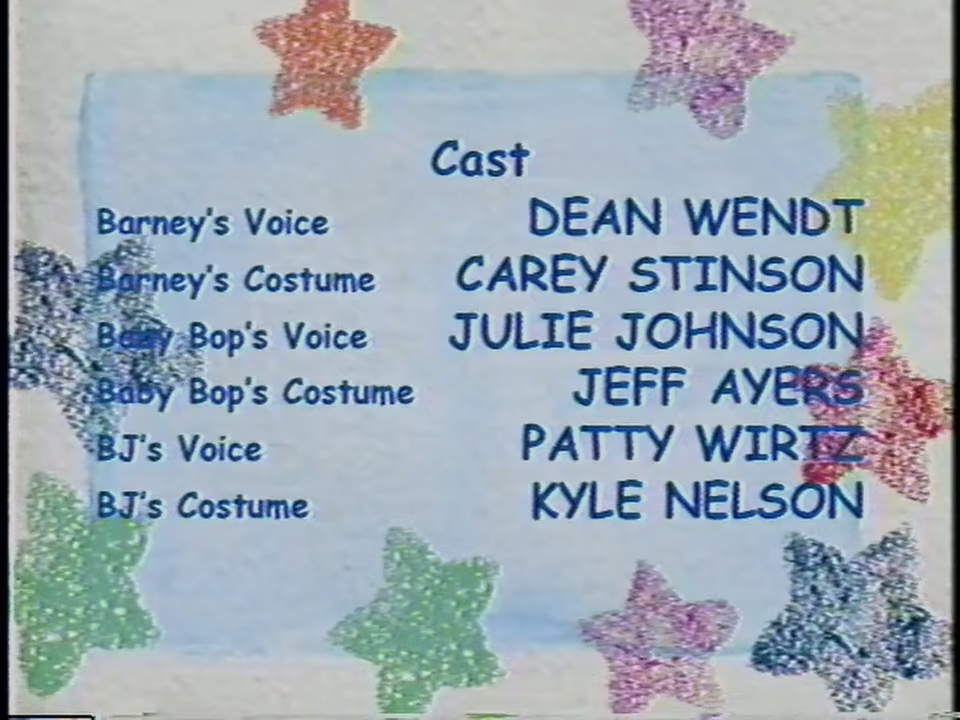 Cast
Barney's Voice DEAN WENDT
Barney's Costume CAREY STINSON
Baby Bop's Voice JULIE JOHNSON
Baby Bop's Costume JEFF AYERS
BJ's Voice PATTY WIRTZ
BJ's Costume KYLE NELSON